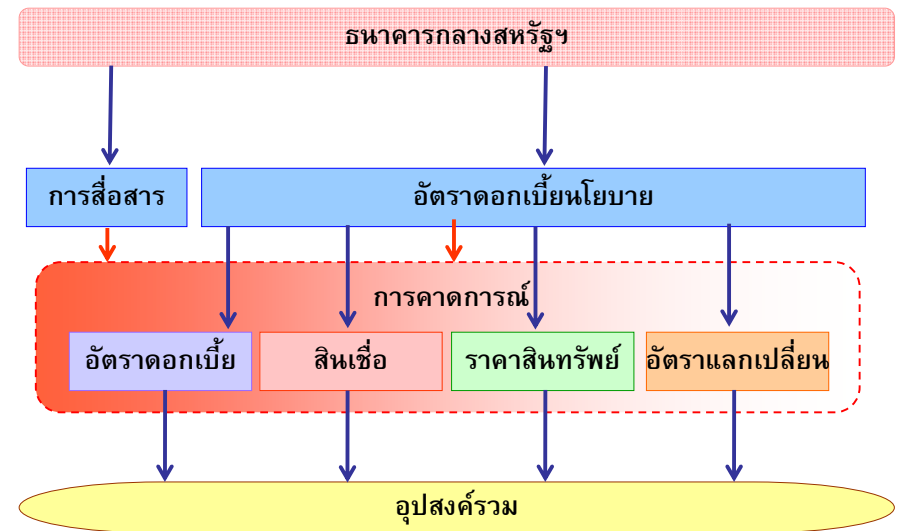 ธนาคารกลางสหรัฐฯ
การสื่อสาร
อัตราดอกเบี้ยนโยบาย
การคาดการณ์
อัตราดอกเบี้ย
สินเชื่อ
ราคาสินทรัพย์
อัตราแลกเปลี่ยน
อุปสงค์รวม